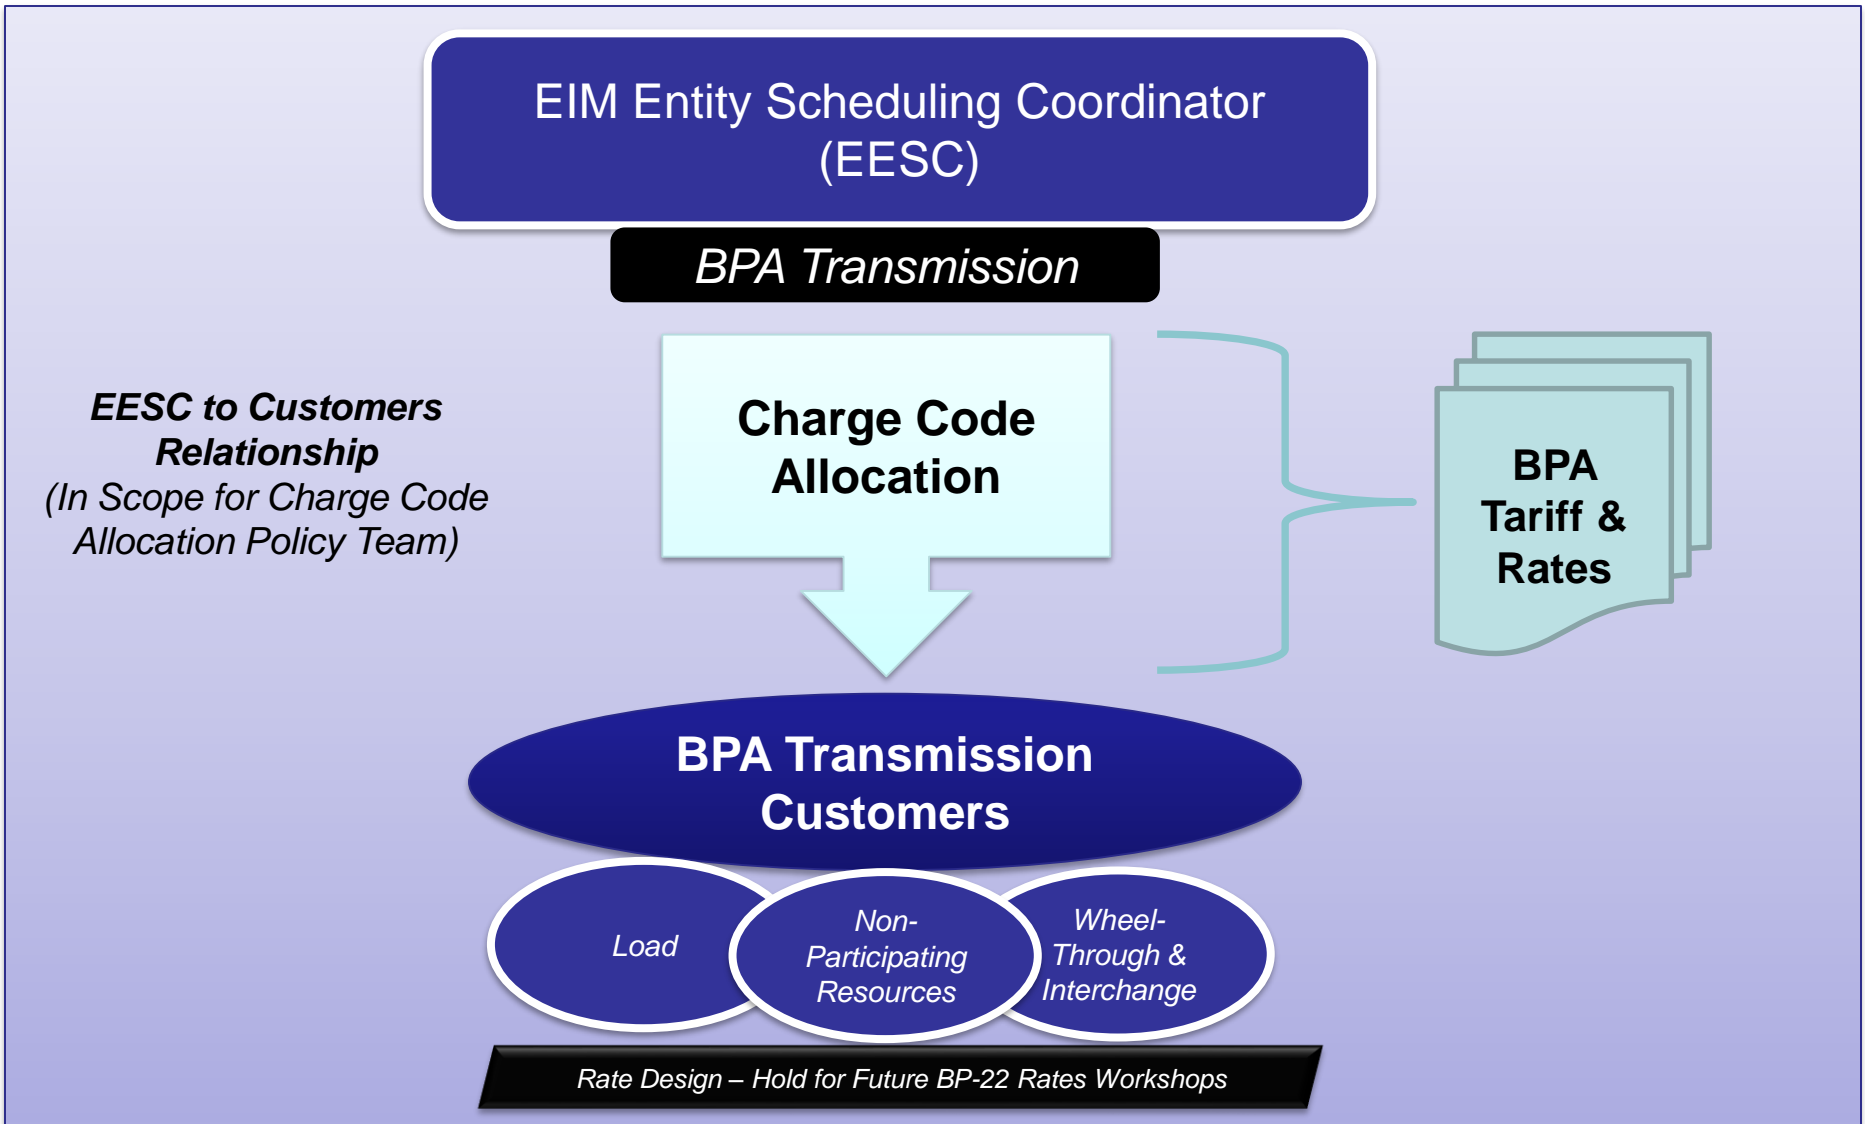 EIM Entity Scheduling Coordinator
(EESC)
BPA Transmission
EESC to Customers
Relationship
(In Scope for Charge Code
Allocation Policy Team)
Charge Code
Allocation
BPA
Tariff &
Rates
BPA Transmission
Customers
Load
Non-
Participating
Resources
Wheel-
Through &
Interchange
Rate Design – Hold for Future BP-22 Rates Workshops